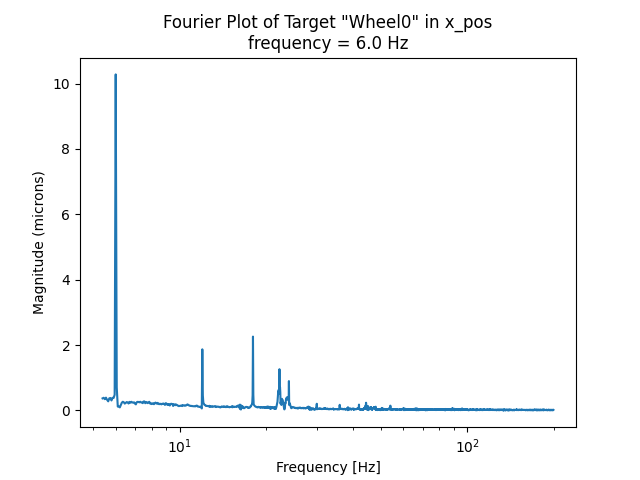 Fourier Plot of Target "Wheel0" in x_pos
frequency = 6.0 Hz
Magnitude (microns)
10
8
6
4
2
0
10¹
10²
Frequency [Hz]